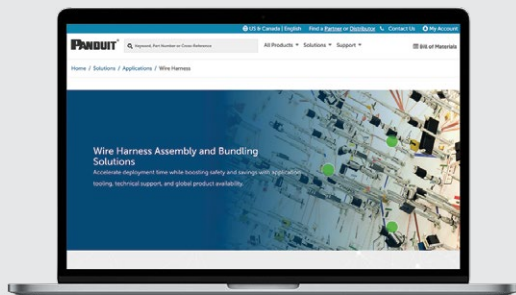 US & Canada | English Find a Partner or Distributor Contact Us My Account
PANDUIT
Keyword, Part Number or Cross Reference
All Products Solutions Support
Bill of Materials
Home / Solutions / Applications / Wire Harness
Wire Harness Assembly and Bundling
Solutions
Accelerate deployment time while boosting safety and savings with application
tooling, technical support, and global product availability.